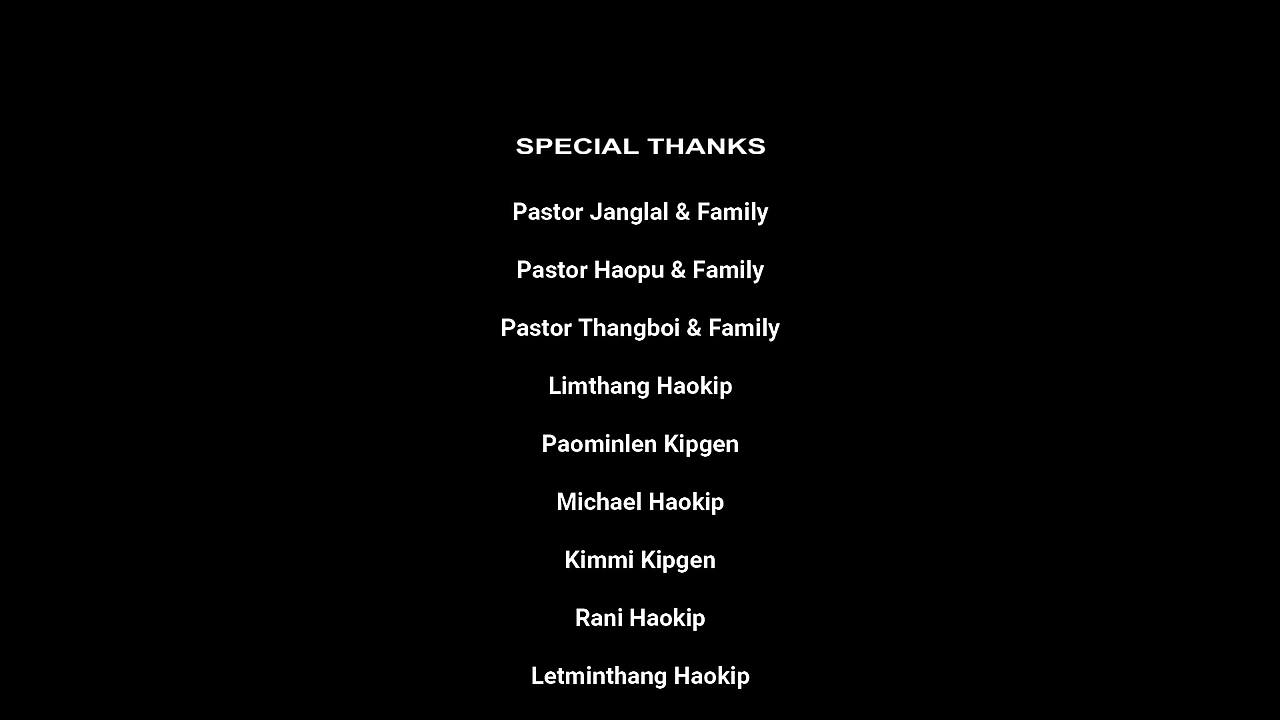 SPECIAL THANKS
Pastor Janglal & Family
Pastor Haopu & Family
Pastor Thangboi & Family
Limthang Haokip
Paominlen Kipgen
Michael Haokip
Kimmi Kipgen
Rani Haokip
Letminthang Haokip